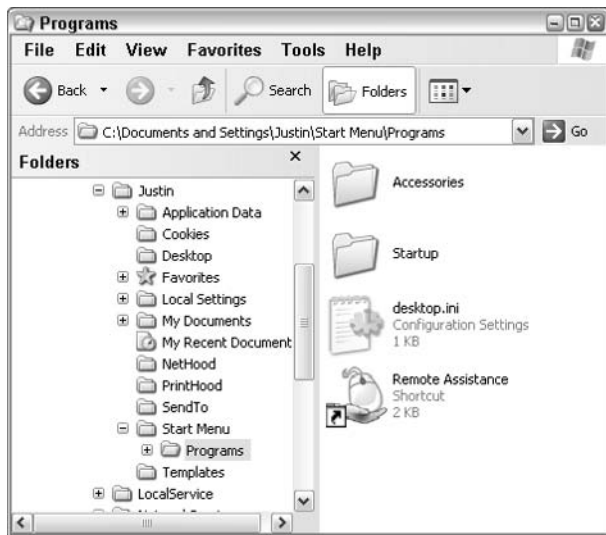 Programs
File Edit View Favorites Tools Help
Back Search Folders
Address C:\Documents and Settings\Justin\Start Menu\Programs Go
Folders
Justin
Application Data
Cookies
Desktop
Favorites
Local Settings
My Documents
My Recent Document
NetHood
PrintHood
SendTo
Start Menu
Programs
Templates
LocalService
Accessories
Startup
desktop.ini
Configuration Settings
1 KB
Remote Assistance
Shortcut
2 KB